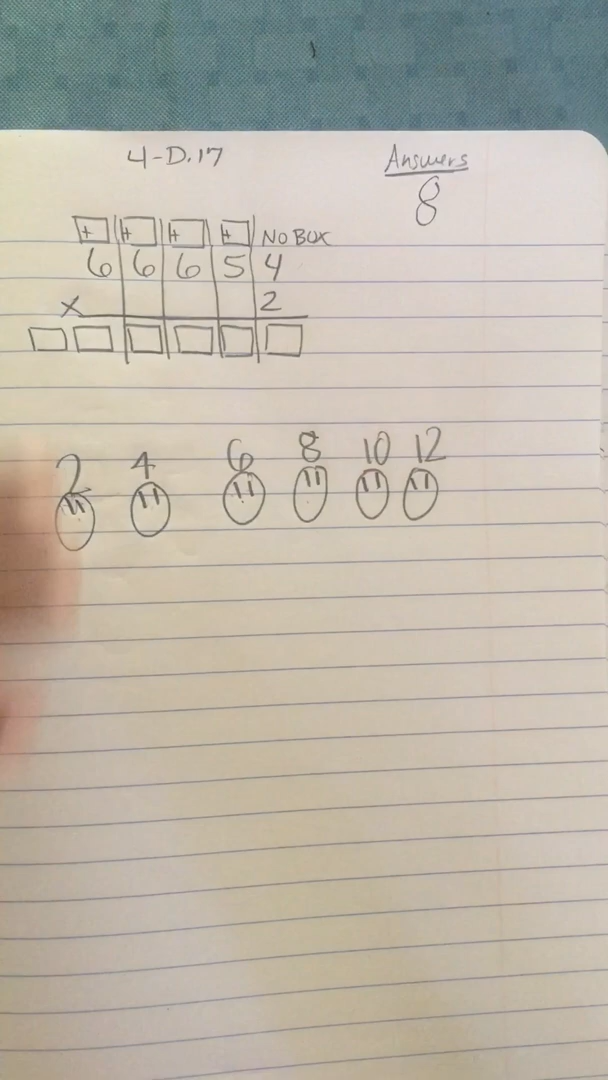 4-D.17
Answers
8
+ + + + NO BOX
6 6 6 5 4
× 2
2 4 6 8 10 12